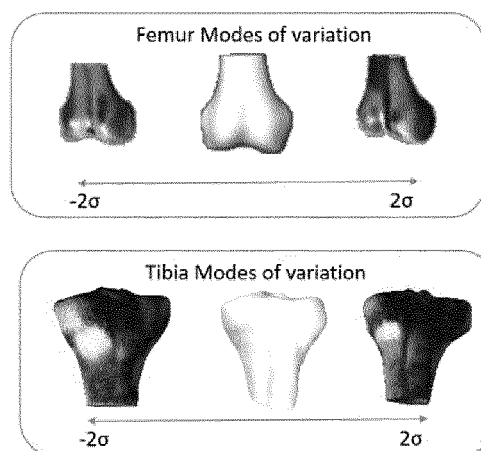 Femur Modes of variation
-2σ 2σ
Tibia Modes of variation
-2σ 2σ